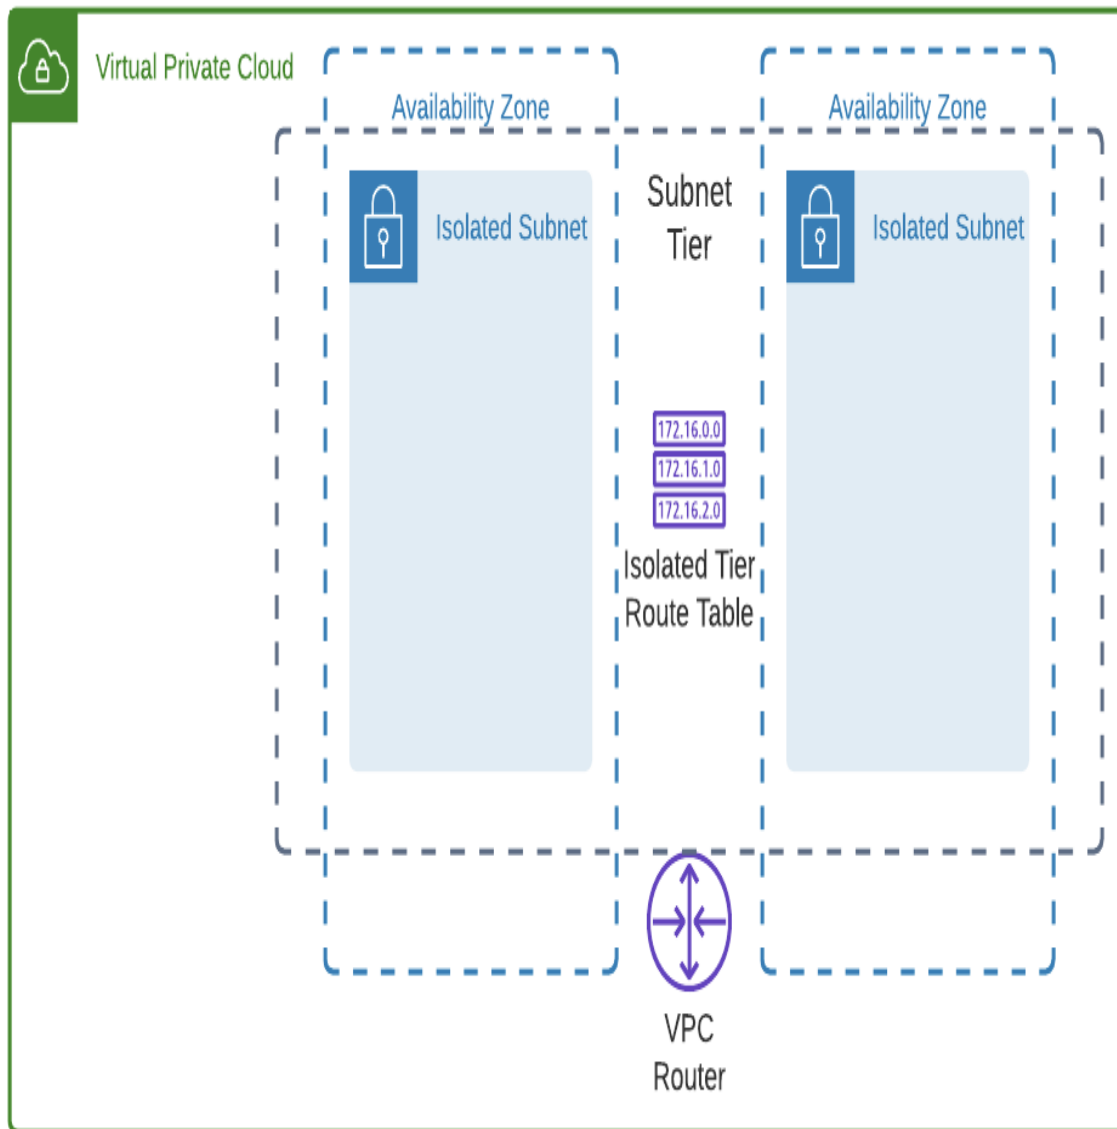 Virtual Private Cloud
Availability Zone
Availability Zone
Isolated Subnet
Subnet
Tier
Isolated Subnet
172.16.0.0
172.16.1.0
172.16.2.0
Isolated Tier
Route Table
VPC
Router